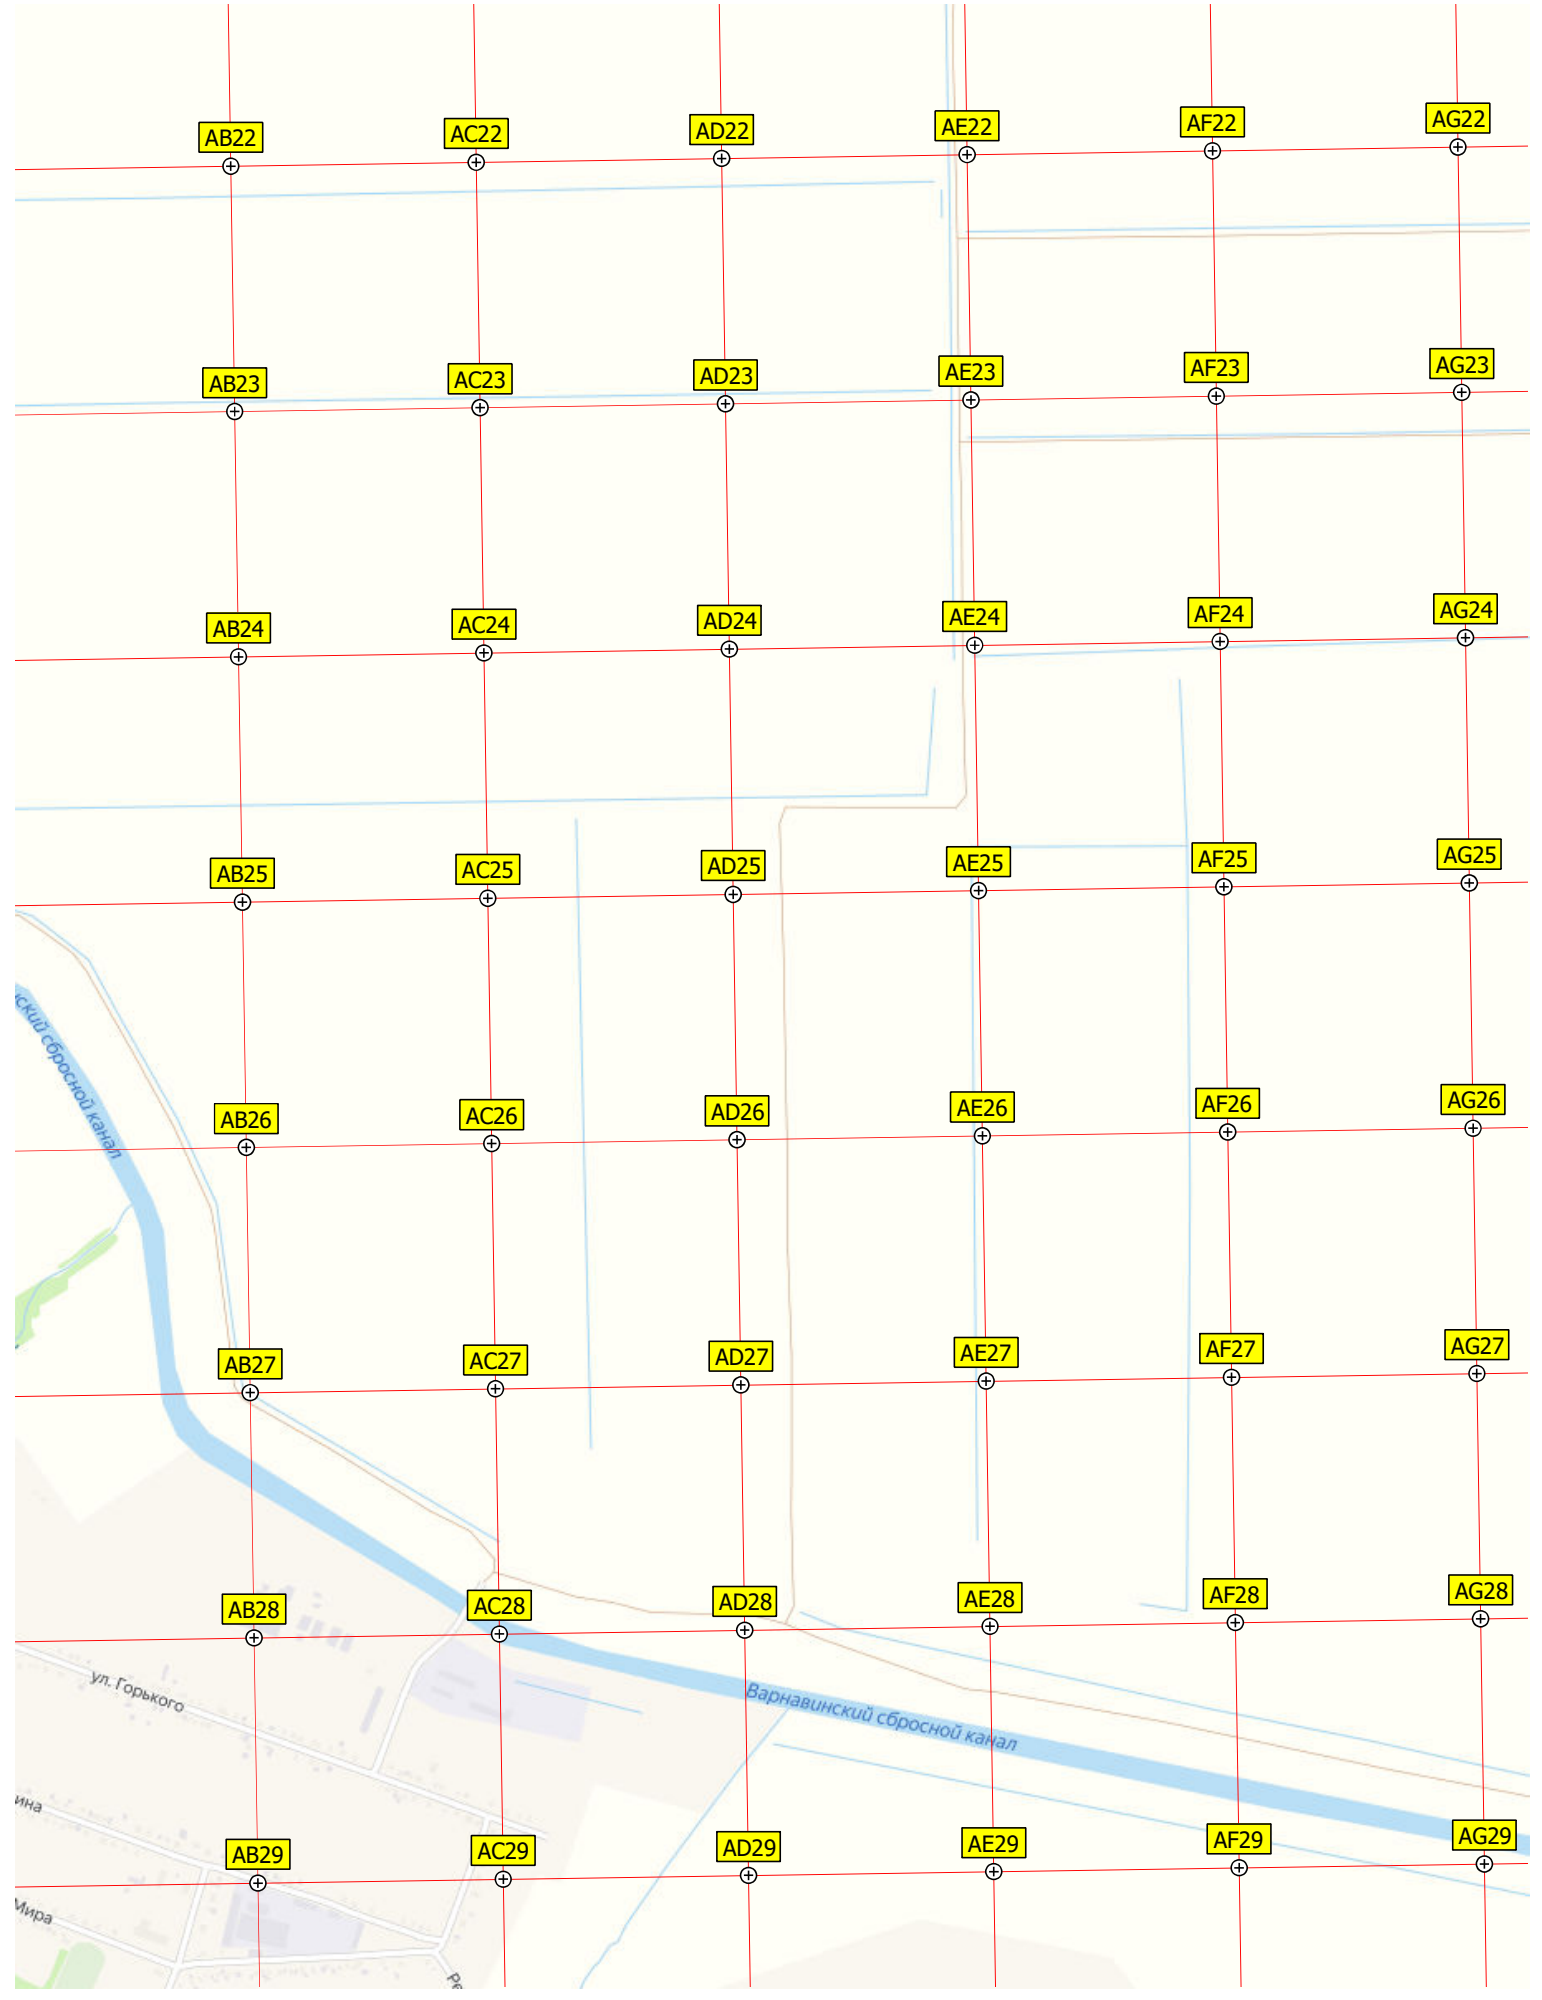 AB22 AC22 AD22 AE22 AF22 AG22
AB23 AC23 AD23 AE23 AF23 AG23
AB24 AC24 AD24 AE24 AF24 AG24
AB25 AC25 AD25 AE25 AF25 AG25
нский сбросной канал
AB26 AC26 AD26 AE26 AF26 AG26
AB27 AC27 AD27 AE27 AF27 AG27
AB28 AC28 AD28 AE28 AF28 AG28
ул. Горького
Варнавинский сбросной канал
ина
AB29 AC29 AD29 AE29 AF29 AG29
Мира
Ре